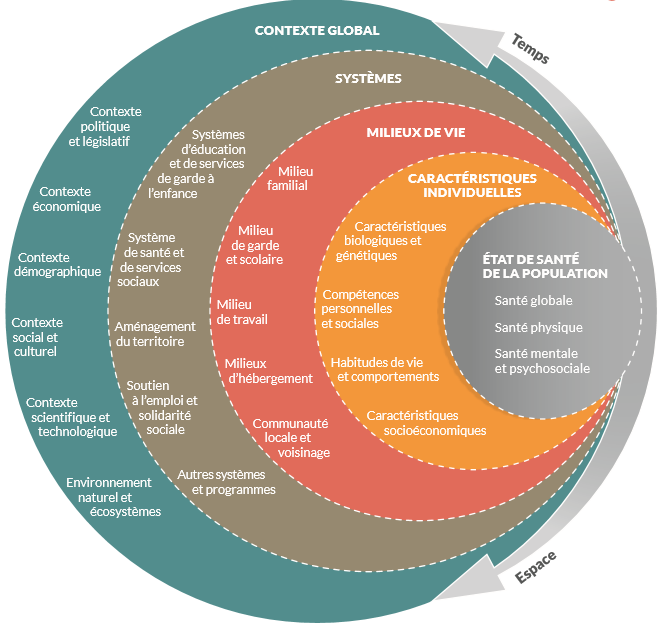 CONTEXTE GLOBAL
Contexte
politique
et législatif
Contexte
économique
Contexte
démographique
Contexte
social et
culturel
Contexte
scientifique et
technologique
Environnement
naturel et
écosystèmes
SYSTÈMES
Systèmes
d'éducation
et de services
de garde à
l'enfance
Système
de santé et
de services
sociaux
Aménagement
du territoire
Soutien
à l'emploi et
solidarité
sociale
Autres systèmes
et programmes
MILIEUX DE VIE
Milieu
familial
Milieu
de garde
et scolaire
Milieu
de travail
Milieux
d'hébergement
Communauté
locale et
voisinage
CARACTÉRISTIQUES
INDIVIDUELLES
Caractéristiques
biologiques et
génétiques
Compétences
personnelles
et sociales
Habitudes de vie
et comportements
Caractéristiques
socioéconomiques
ÉTAT DE SANTÉ
DE LA POPULATION
Santé globale
Santé physique
Santé mentale
et psychosociale
Temps
Espace